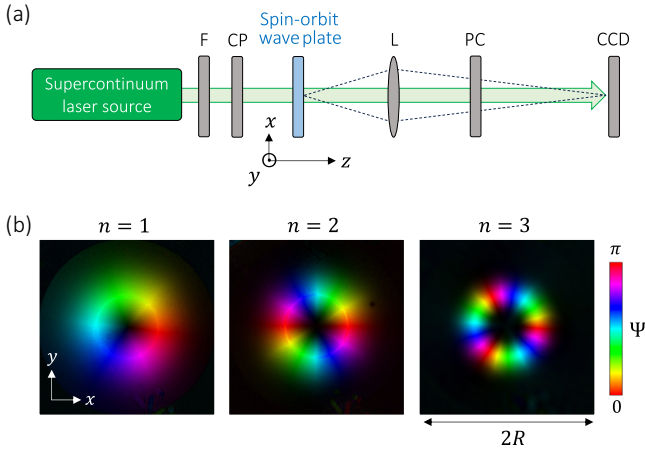 (a)
Spin-orbit
wave plate
F
CP
L
PC
CCD
Supercontinuum
laser source
x
y
z
(b)
n = 1
n = 2
n = 3
π
Ψ
0
y
x
2R